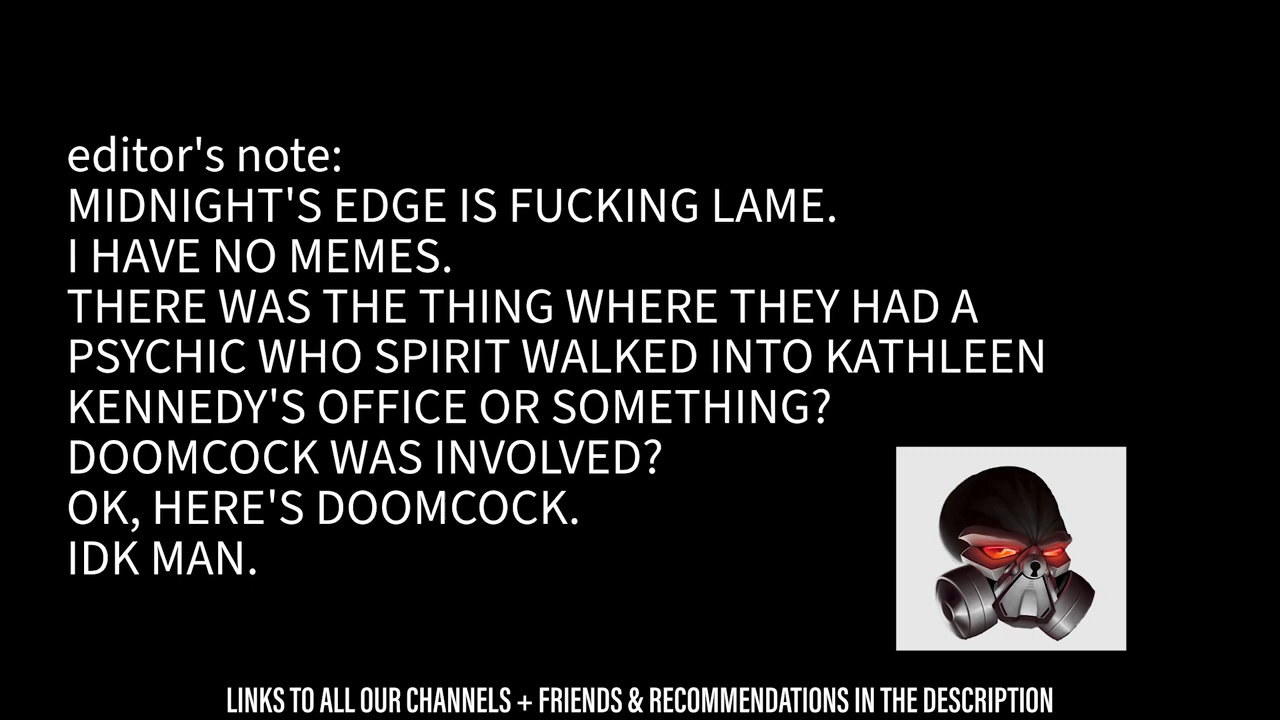 editor's note:
MIDNIGHT'S EDGE IS FUCKING LAME.
I HAVE NO MEMES.
THERE WAS THE THING WHERE THEY HAD A
PSYCHIC WHO SPIRIT WALKED INTO KATHLEEN
KENNEDY'S OFFICE OR SOMETHING?
DOOMCOCK WAS INVOLVED?
OK, HERE'S DOOMCOCK.
IDK MAN.
LINKS TO ALL OUR CHANNELS + FRIENDS & RECOMMENDATIONS IN THE DESCRIPTION